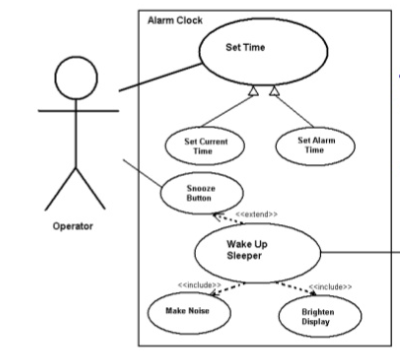 Alarm Clock
Set Time
Set Current
Time
Set Alarm
Time
Snooze
Button
<<extend>>
Operator
Wake Up
Sleeper
<<include>>
<<include>>
Make Noise
Brighten
Display